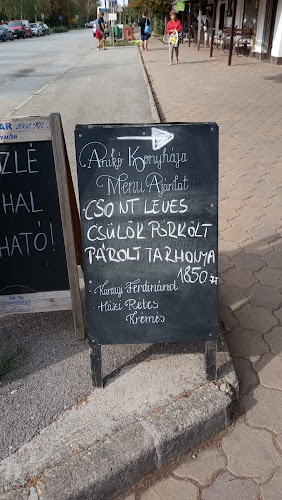 Anikó Konyhája
Menü Ajánlat
CSONT LEVES
CSÜLÖK PÖRKÖLT
PÁROLT TARHONYA
1850 Ft
Karagi Ferdinánd
Házi Rétes
Krémes
ZLÉ
HAL
HATÓ!